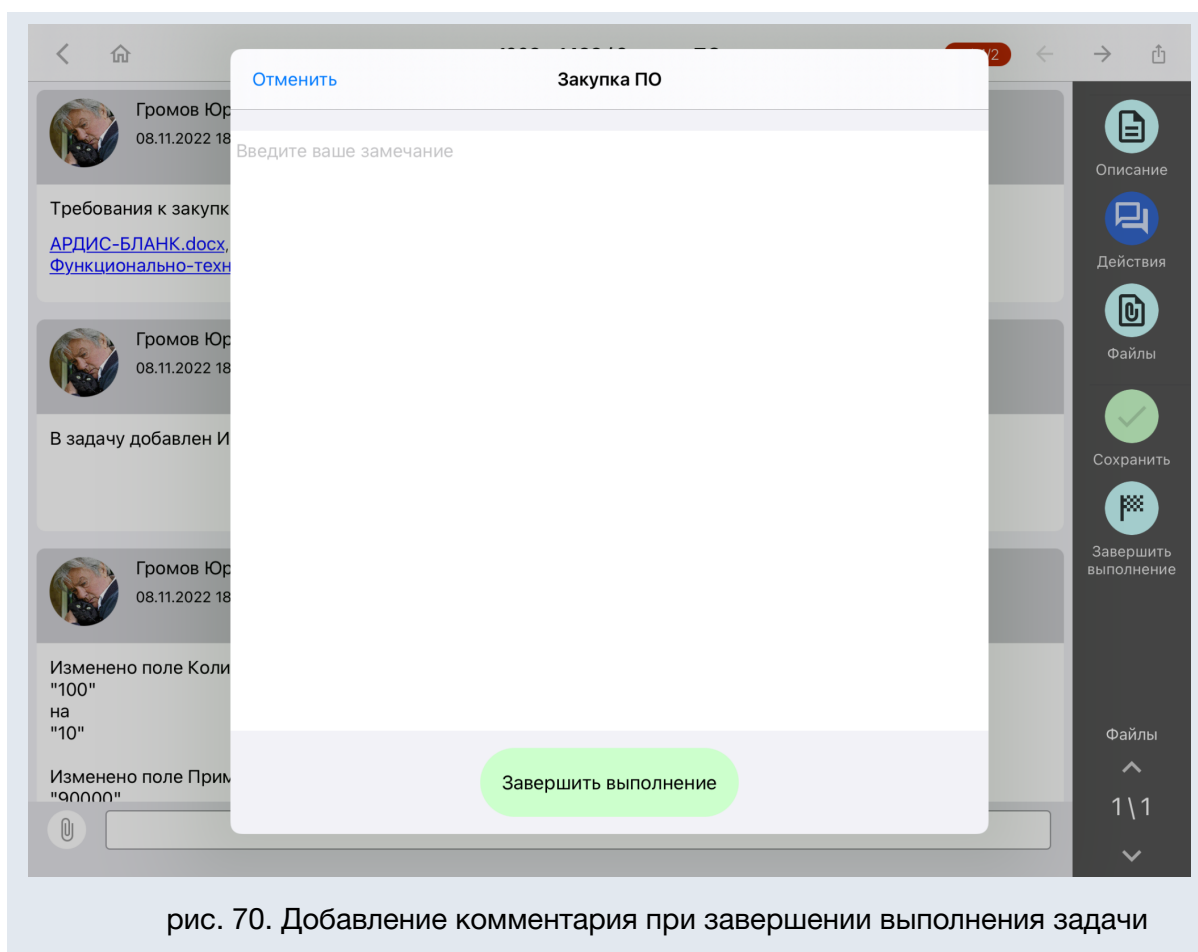 /2
Отменить
Закупка ПО
Громов Юр
08.11.2022 18
Введите ваше замечание
Описание
Требования к закупк
АРДИС-БЛАНК.docx,
Функционально-техн
Действия
Громов Юр
08.11.2022 18
Файлы
В задачу добавлен И
Сохранить
Завершить
выполнение
Громов Юр
08.11.2022 18
Изменено поле Коли
"100"
на
"10"
Изменено поле Прим
"90000"
Завершить выполнение
Файлы
1\1
рис. 70. Добавление комментария при завершении выполнения задачи